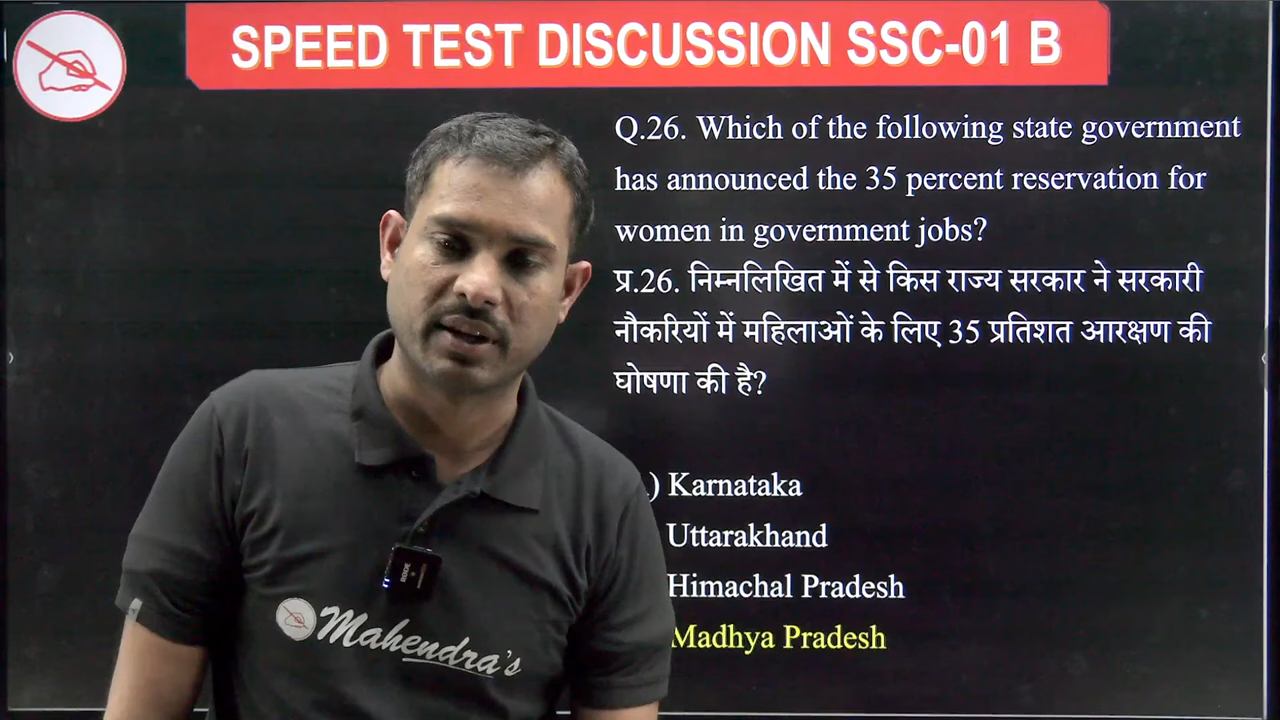 SPEED TEST DISCUSSION SSC-01 B
Q.26. Which of the following state government
has announced the 35 percent reservation for
women in government jobs?
प्र.26. निम्नलिखित में से किस राज्य सरकार ने सरकारी
नौकरियों में महिलाओं के लिए 35 प्रतिशत आरक्षण की
घोषणा की है?
) Karnataka
Uttarakhand
Himachal Pradesh
Madhya Pradesh
RODE
Mahendra's